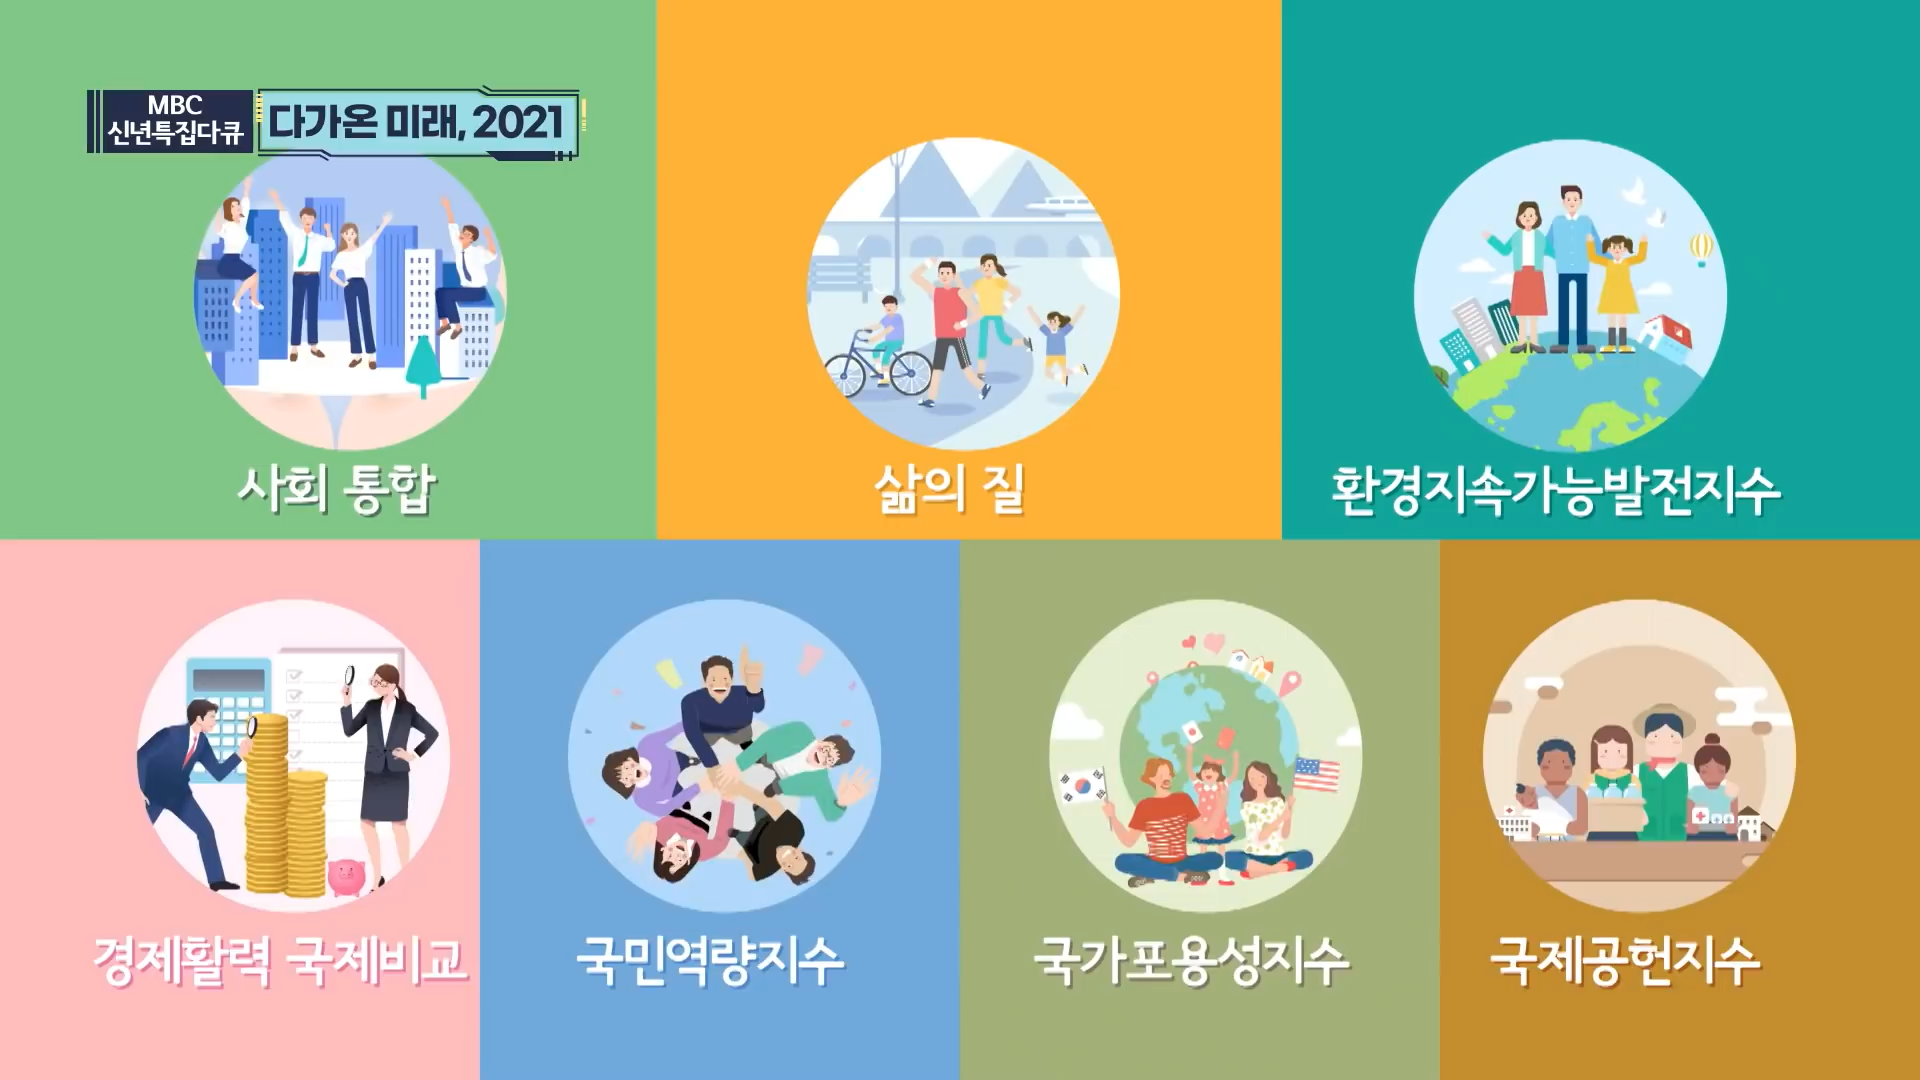 MBC
신년특집다큐
다가온 미래, 2021
사회 통합
삶의 질
환경지속가능발전지수
경제활력 국제비교
국민역량지수
국가포용성지수
국제공헌지수